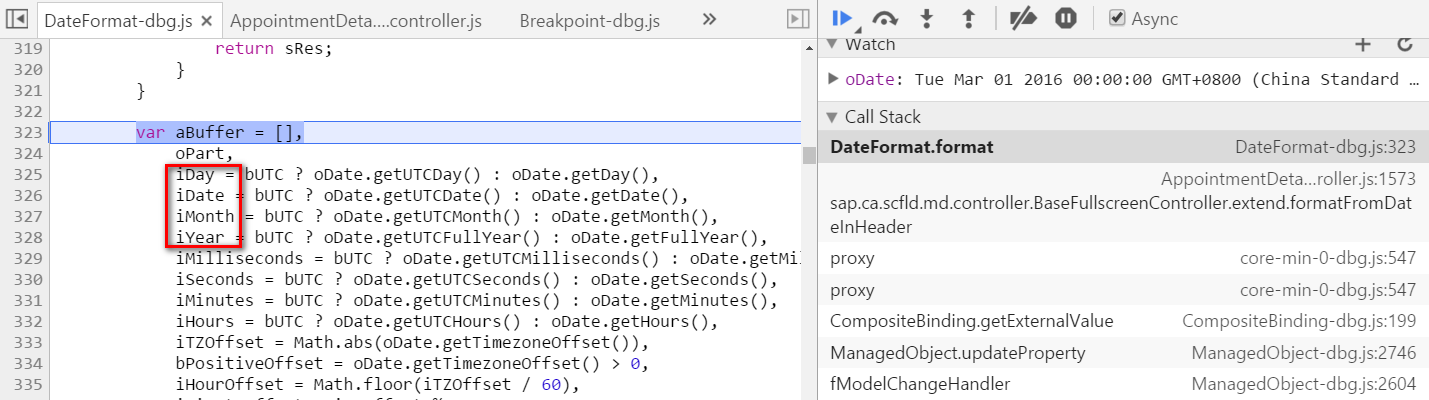 DateFormat-dbg.js × AppointmentDeta....controller.js Breakpoint-dbg.js »
319 return sRes;
320 }
321 }
322
323 var aBuffer = [],
324 oPart,
325 iDay = bUTC ? oDate.getUTCDay() : oDate.getDay(),
326 iDate = bUTC ? oDate.getUTCDate() : oDate.getDate(),
327 iMonth = bUTC ? oDate.getUTCMonth() : oDate.getMonth(),
328 iYear = bUTC ? oDate.getUTCFullYear() : oDate.getFullYear(),
329 iMilliseconds = bUTC ? oDate.getUTCMilliseconds() : oDate.getMil
330 iSeconds = bUTC ? oDate.getUTCSeconds() : oDate.getSeconds(),
331 iMinutes = bUTC ? oDate.getUTCMinutes() : oDate.getMinutes(),
332 iHours = bUTC ? oDate.getUTCHours() : oDate.getHours(),
333 iTZOffset = Math.abs(oDate.getTimezoneOffset()),
334 bPositiveOffset = oDate.getTimezoneOffset() > 0,
335 iHourOffset = Math.floor(iTZOffset / 60),
Async
Watch
oDate: Tue Mar 01 2016 00:00:00 GMT+0800 (China Standard …
Call Stack
DateFormat.format DateFormat-dbg.js:323
AppointmentDeta...roller.js:1573
sap.ca.scfld.md.controller.BaseFullscreenController.extend.formatFromDa
teInHeader
proxy core-min-0-dbg.js:547
proxy core-min-0-dbg.js:547
CompositeBinding.getExternalValue CompositeBinding-dbg.js:199
ManagedObject.updateProperty ManagedObject-dbg.js:2746
fModelChangeHandler ManagedObject-dbg.js:2604